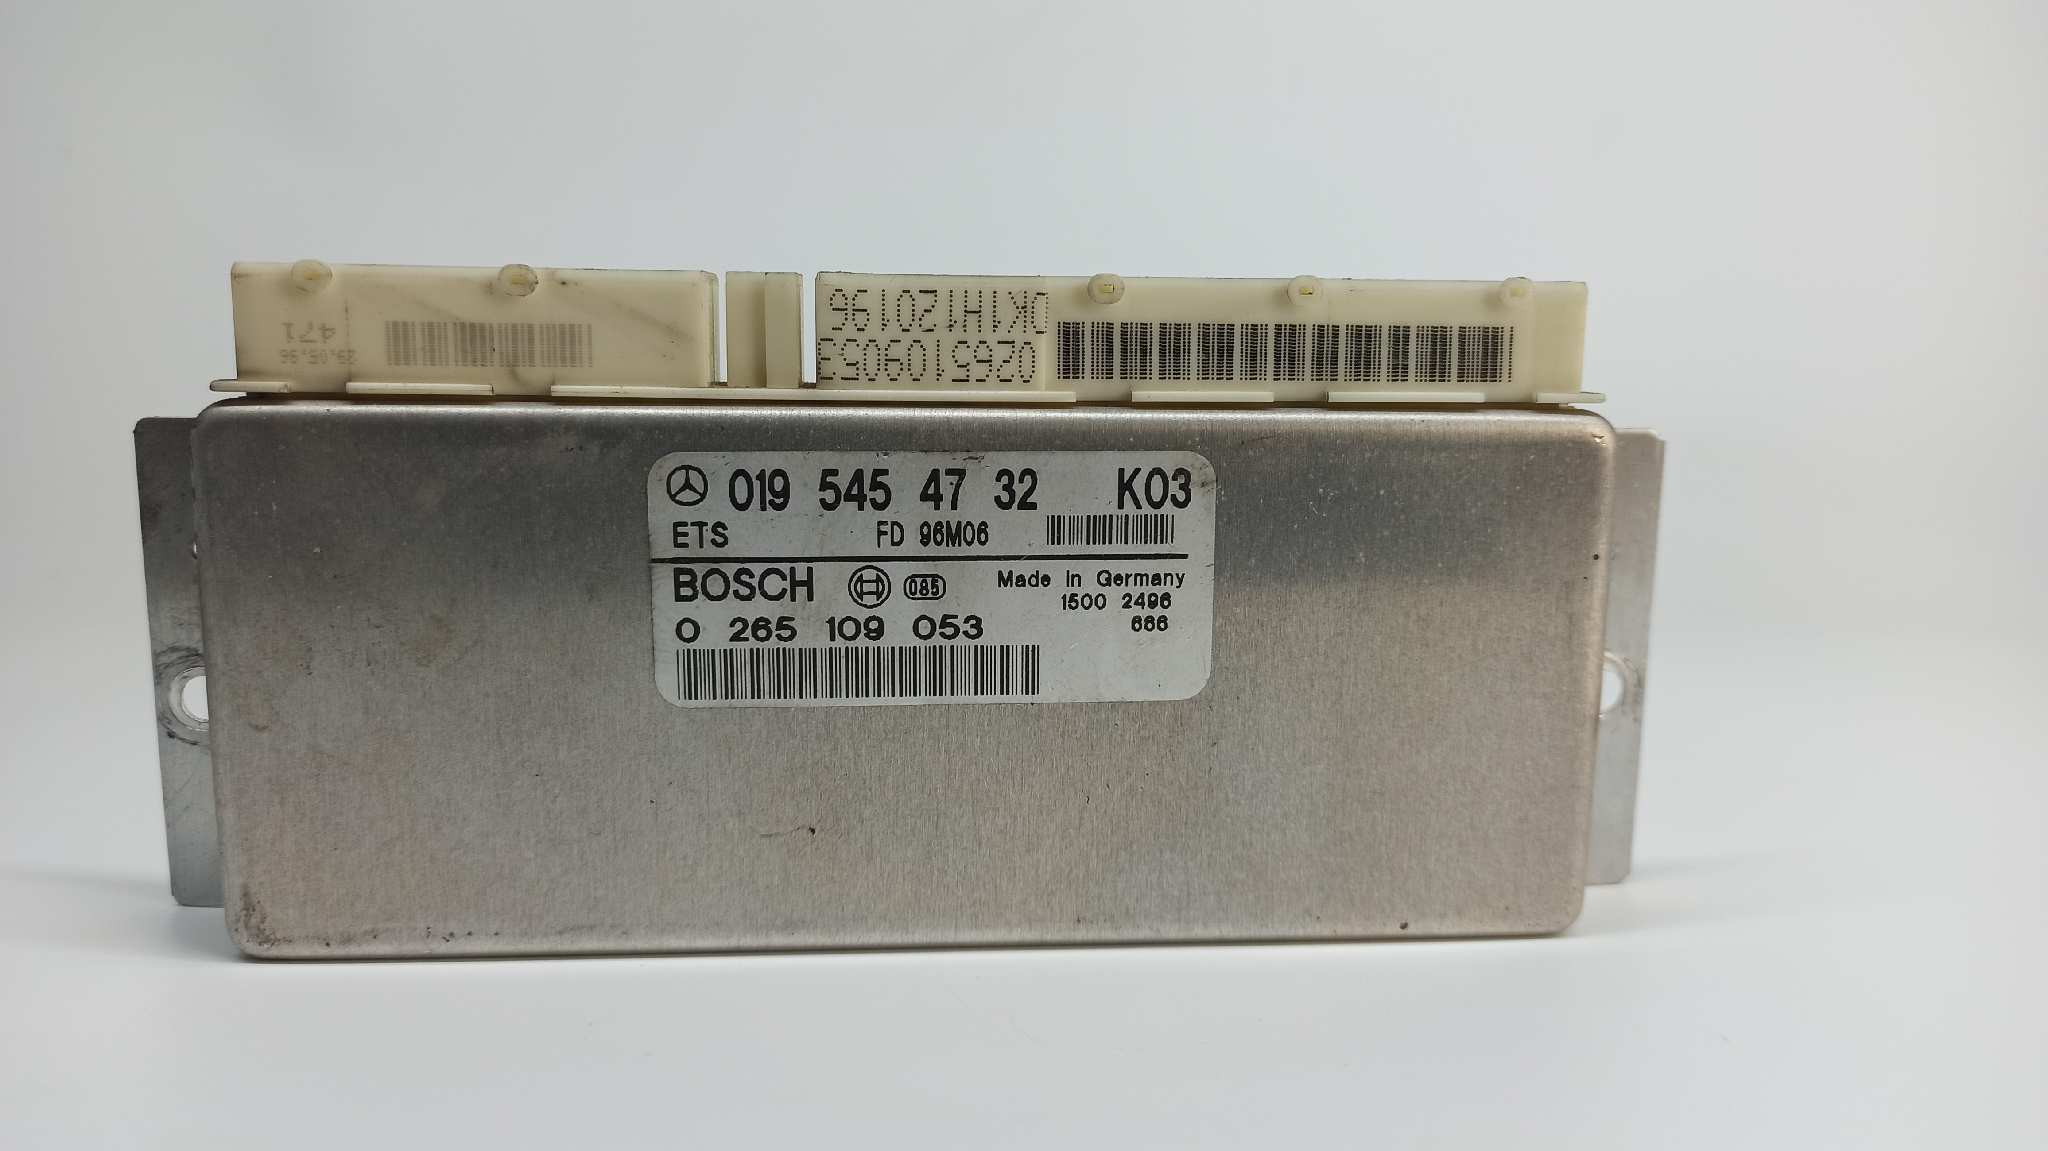 471
29.05.96
DK1H120196
0265109053
019 545 47 32 K03
ETS FD 96M06
BOSCH 085 Made in Germany
1500 2496
0 265 109 053 666